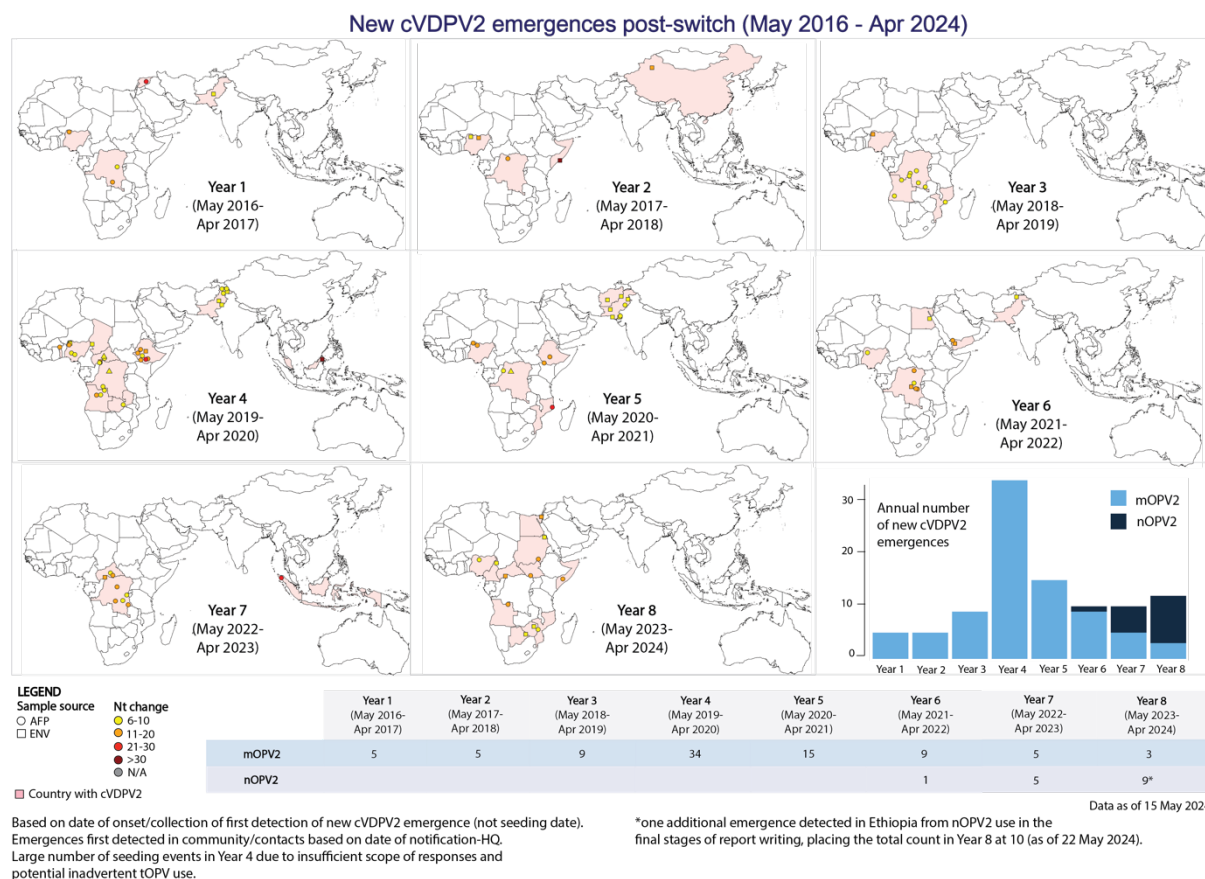 New cVDPV2 emergences post-switch (May 2016 - Apr 2024)
Year 1
(May 2016-
Apr 2017)
Year 2
(May 2017-
Apr 2018)
Year 3
(May 2018-
Apr 2019)
Year 4
(May 2019-
Apr 2020)
Year 5
(May 2020-
Apr 2021)
Year 6
(May 2021-
Apr 2022)
Year 7
(May 2022-
Apr 2023)
Year 8
(May 2023-
Apr 2024)
Annual number
of new cVDPV2
emergences
mOPV2
nOPV2
30
20
10
0
Year 1 Year 2 Year 3 Year 4 Year 5 Year 6 Year 7 Year 8
LEGEND
Sample source Nt change
AFP 6-10
ENV 11-20
21-30
>30
N/A
Country with cVDPV2
Year 1 Year 2 Year 3 Year 4 Year 5 Year 6 Year 7 Year 8
(May 2016- (May 2017- (May 2018- (May 2019- (May 2020- (May 2021- (May 2022- (May 2023-
Apr 2017) Apr 2018) Apr 2019) Apr 2020) Apr 2021) Apr 2022) Apr 2023) Apr 2024)
mOPV2 5 5 9 34 15 9 5 3
nOPV2 1 5 9*
Data as of 15 May 202
Based on date of onset/collection of first detection of new cVDPV2 emergence (not seeding date).
Emergences first detected in community/contacts based on date of notification-HQ.
Large number of seeding events in Year 4 due to insufficient scope of responses and
potential inadvertent tOPV use.
*one additional emergence detected in Ethiopia from nOPV2 use in the
final stages of report writing, placing the total count in Year 8 at 10 (as of 22 May 2024).